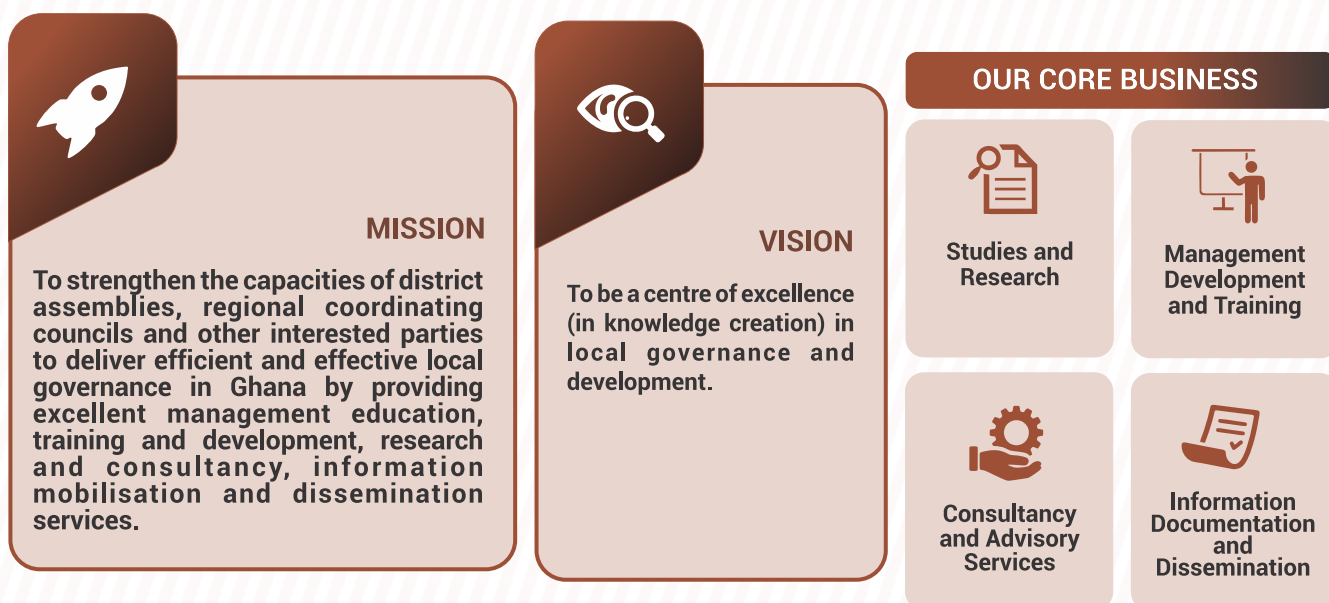 MISSION
To strengthen the capacities of district
assemblies, regional coordinating
councils and other interested parties
to deliver efficient and effective local
governance in Ghana by providing
excellent management education,
training and development, research
and consultancy, information
mobilisation and dissemination
services.
VISION
To be a centre of excellence
(in knowledge creation) in
local governance and
development.
OUR CORE BUSINESS
Studies and
Research
Management
Development
and Training
Consultancy
and Advisory
Services
Information
Documentation
and
Dissemination